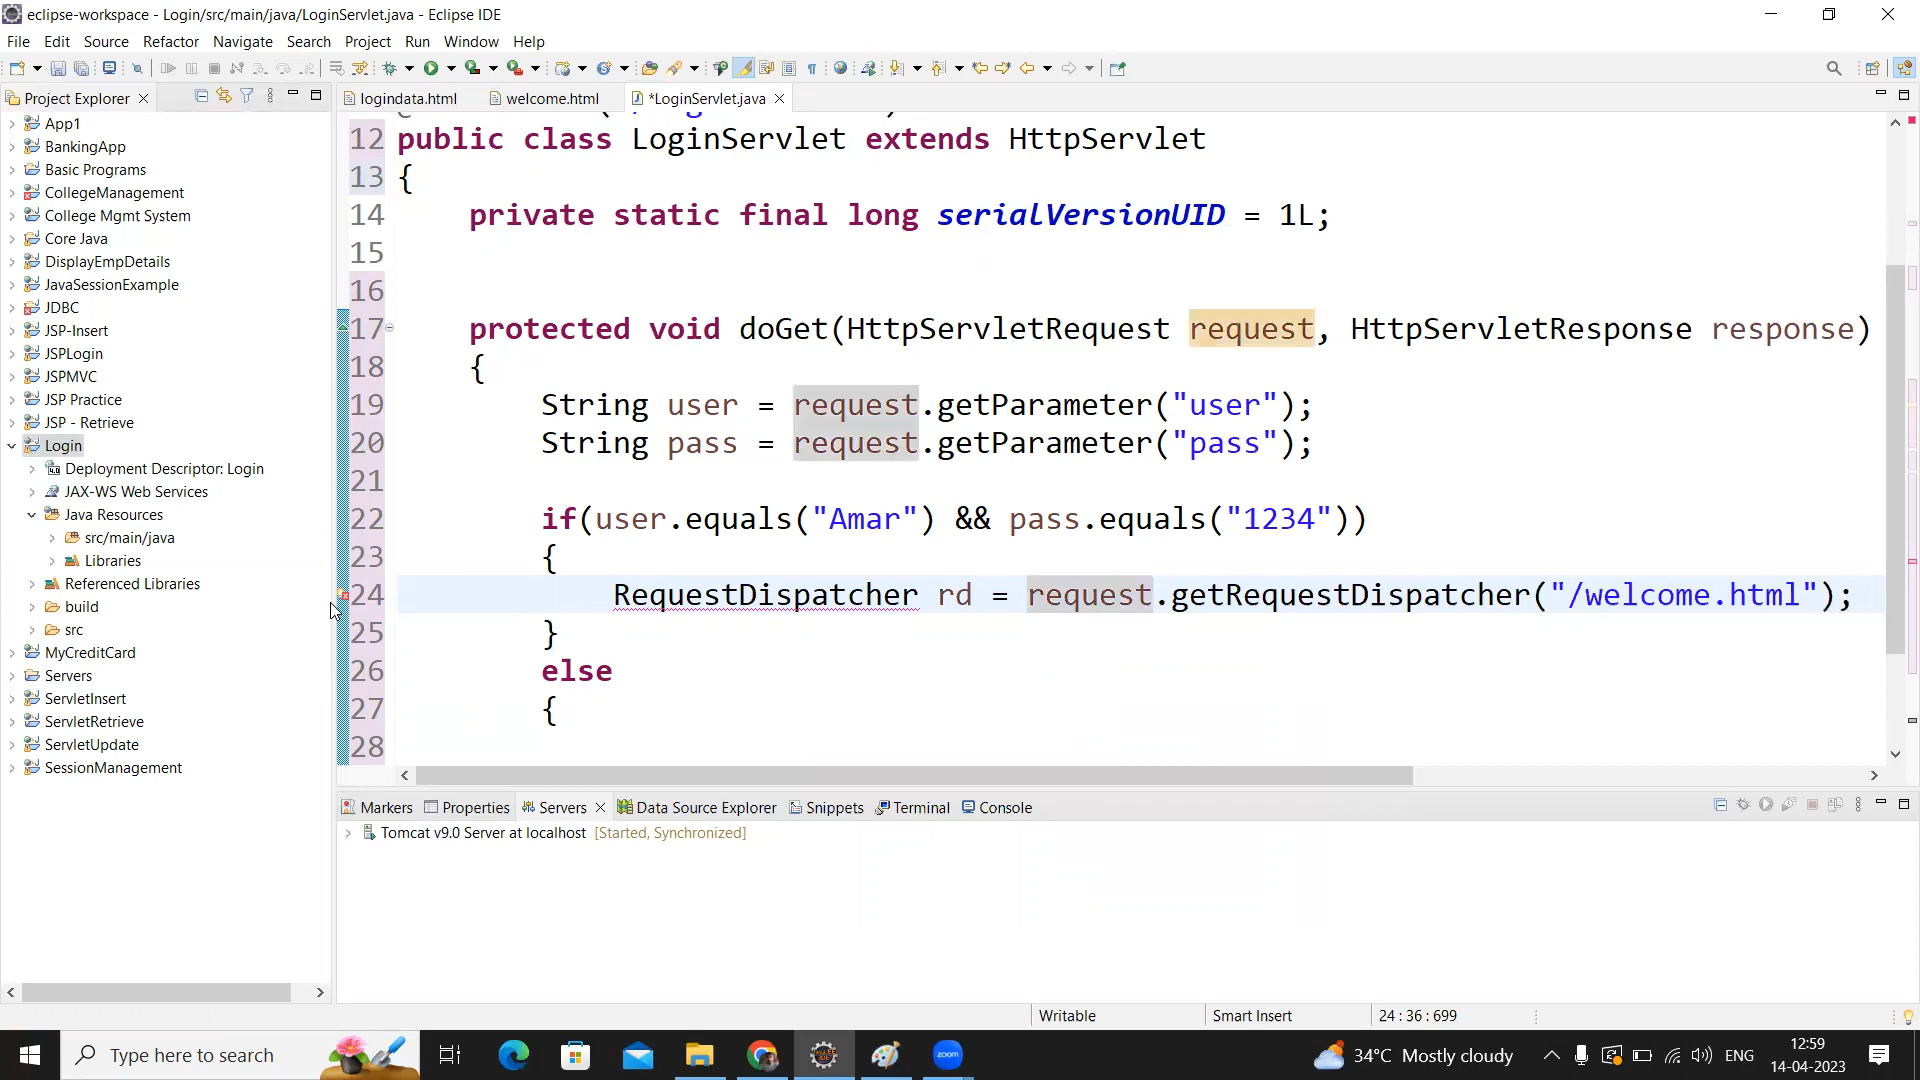 eclipse-workspace - Login/src/main/java/LoginServlet.java - Eclipse IDE
File Edit Source Refactor Navigate Search Project Run Window Help
Project Explorer
logindata.html welcome.html *LoginServlet.java
App1
BankingApp
Basic Programs
CollegeManagement
College Mgmt System
Core Java
DisplayEmpDetails
JavaSessionExample
JDBC
JSP-Insert
JSPLogin
JSPMVC
JSP Practice
JSP - Retrieve
Login
Deployment Descriptor: Login
JAX-WS Web Services
Java Resources
src/main/java
Libraries
Referenced Libraries
build
src
MyCreditCard
Servers
ServletInsert
ServletRetrieve
ServletUpdate
SessionManagement
12 public class LoginServlet extends HttpServlet
13 {
14 private static final long serialVersionUID = 1L;
15
16
17 protected void doGet(HttpServletRequest request, HttpServletResponse response)
18 {
19 String user = request.getParameter("user");
20 String pass = request.getParameter("pass");
21
22 if(user.equals("Amar") && pass.equals("1234"))
23 {
24 RequestDispatcher rd = request.getRequestDispatcher("/welcome.html");
25 }
26 else
27 {
28
Markers Properties Servers Data Source Explorer Snippets Terminal Console
Tomcat v9.0 Server at localhost [Started, Synchronized]
Writable Smart Insert 24 : 36 : 699
Type here to search
zoom
34°C Mostly cloudy
ENG
12:59
14-04-2023